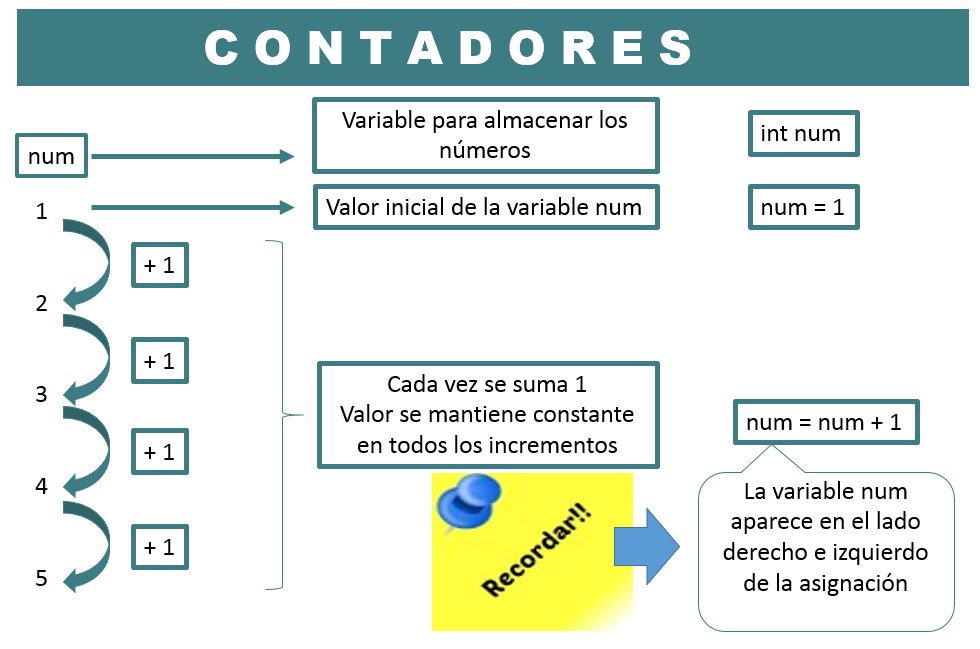 CONTADORES
num
Variable para almacenar los
números
int num
1
Valor inicial de la variable num
num = 1
+ 1
2
+ 1
3
+ 1
4
+ 1
5
Cada vez se suma 1
Valor se mantiene constante
en todos los incrementos
num = num + 1
Recordar!!
La variable num
aparece en el lado
derecho e izquierdo
de la asignación